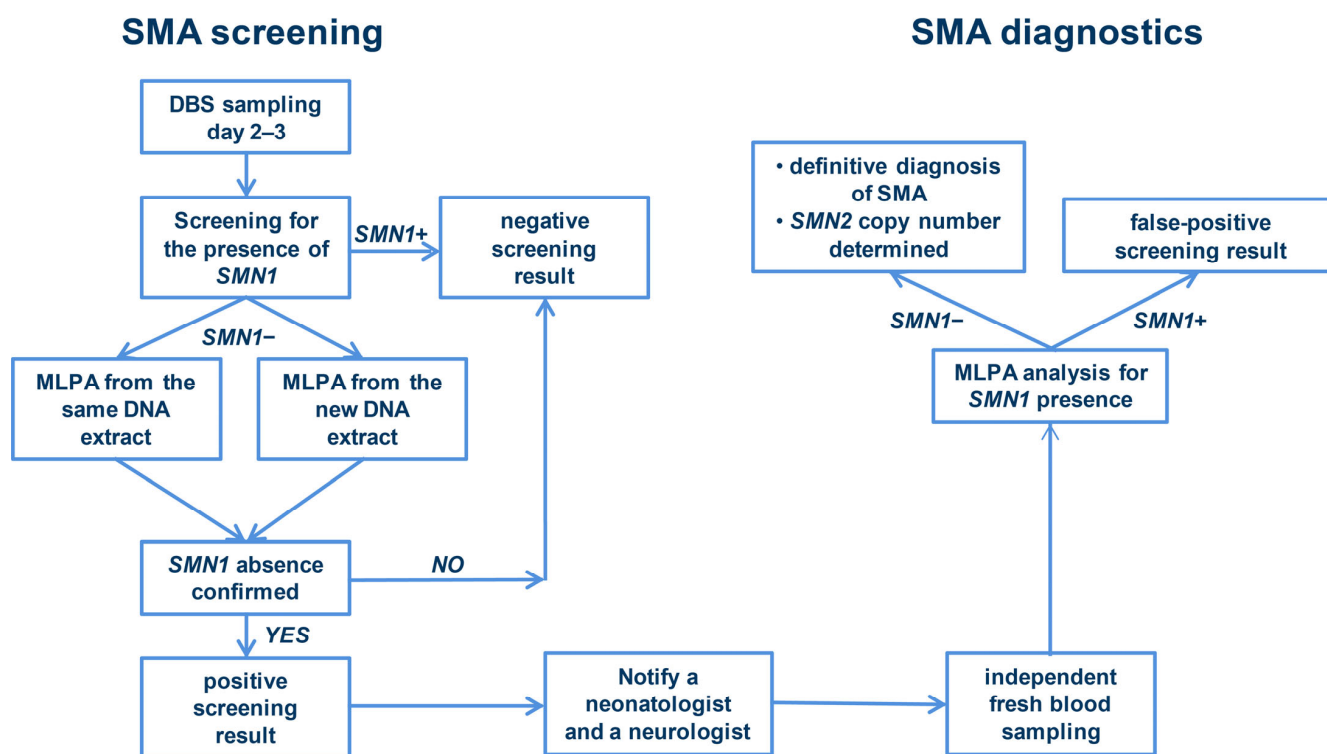 SMA screening
DBS sampling
day 2–3
Screening for
the presence of
SMN1
SMN1+
negative
screening
result
SMN1−
MLPA from the
same DNA
extract
MLPA from the
new DNA
extract
SMN1 absence
confirmed
NO
YES
positive
screening
result
Notify a
neonatologist
and a neurologist
independent
fresh blood
sampling
SMA diagnostics
• definitive diagnosis
of SMA
• SMN2 copy number
determined
false-positive
screening result
SMN1−
SMN1+
MLPA analysis for
SMN1 presence